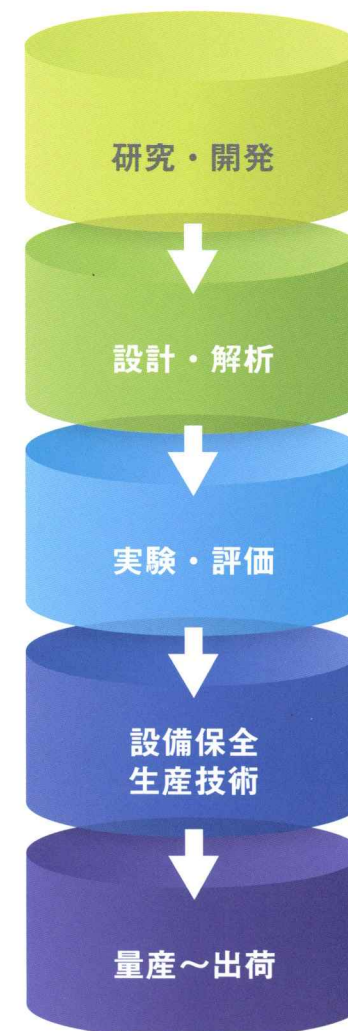 研究・開発
設計・解析
実験・評価
設備保全
生産技術
量産～出荷